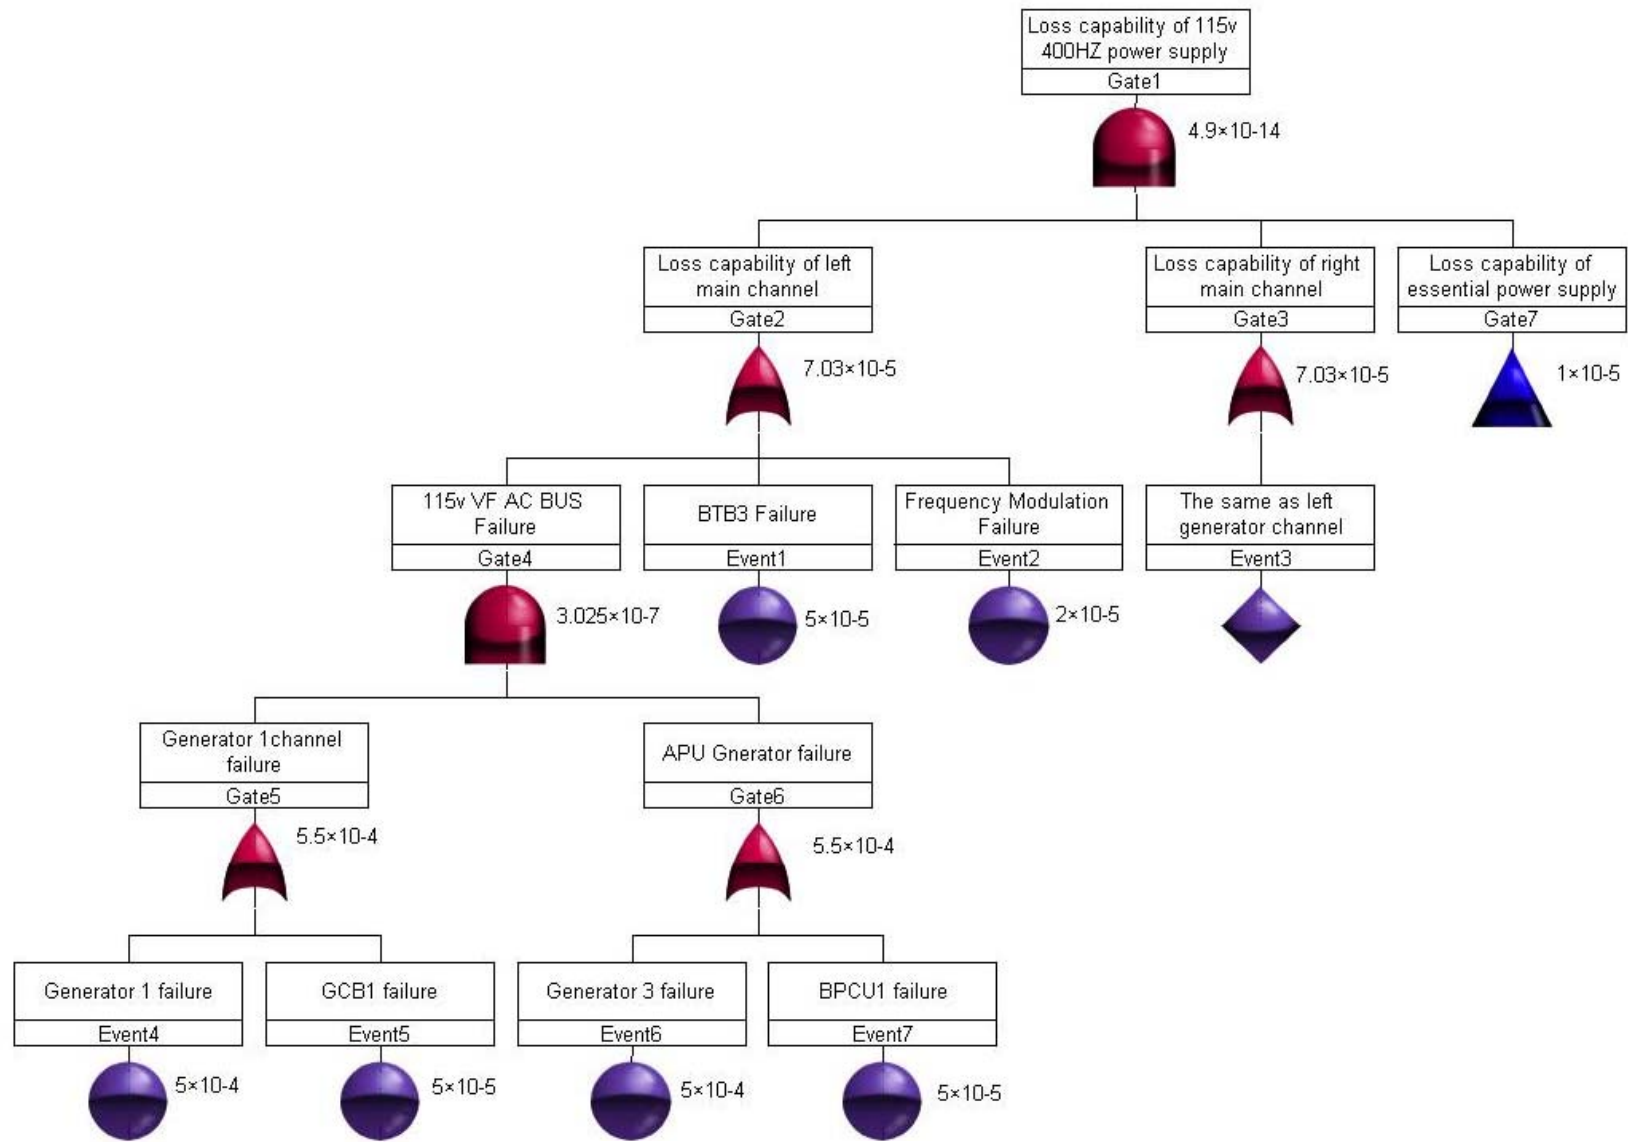 Loss capability of 115v
400HZ power supply
Gate1
4.9×10-14
Loss capability of left
main channel
Gate2
7.03×10-5
Loss capability of right
main channel
Gate3
7.03×10-5
Loss capability of
essential power supply
Gate7
1×10-5
115v VF AC BUS
Failure
Gate4
3.025×10-7
BTB3 Failure
Event1
5×10-5
Frequency Modulation
Failure
Event2
2×10-5
The same as left
generator channel
Event3
Generator 1channel
failure
Gate5
5.5×10-4
APU Gnerator failure
Gate6
5.5×10-4
Generator 1 failure
Event4
5×10-4
GCB1 failure
Event5
5×10-5
Generator 3 failure
Event6
5×10-4
BPCU1 failure
Event7
5×10-5